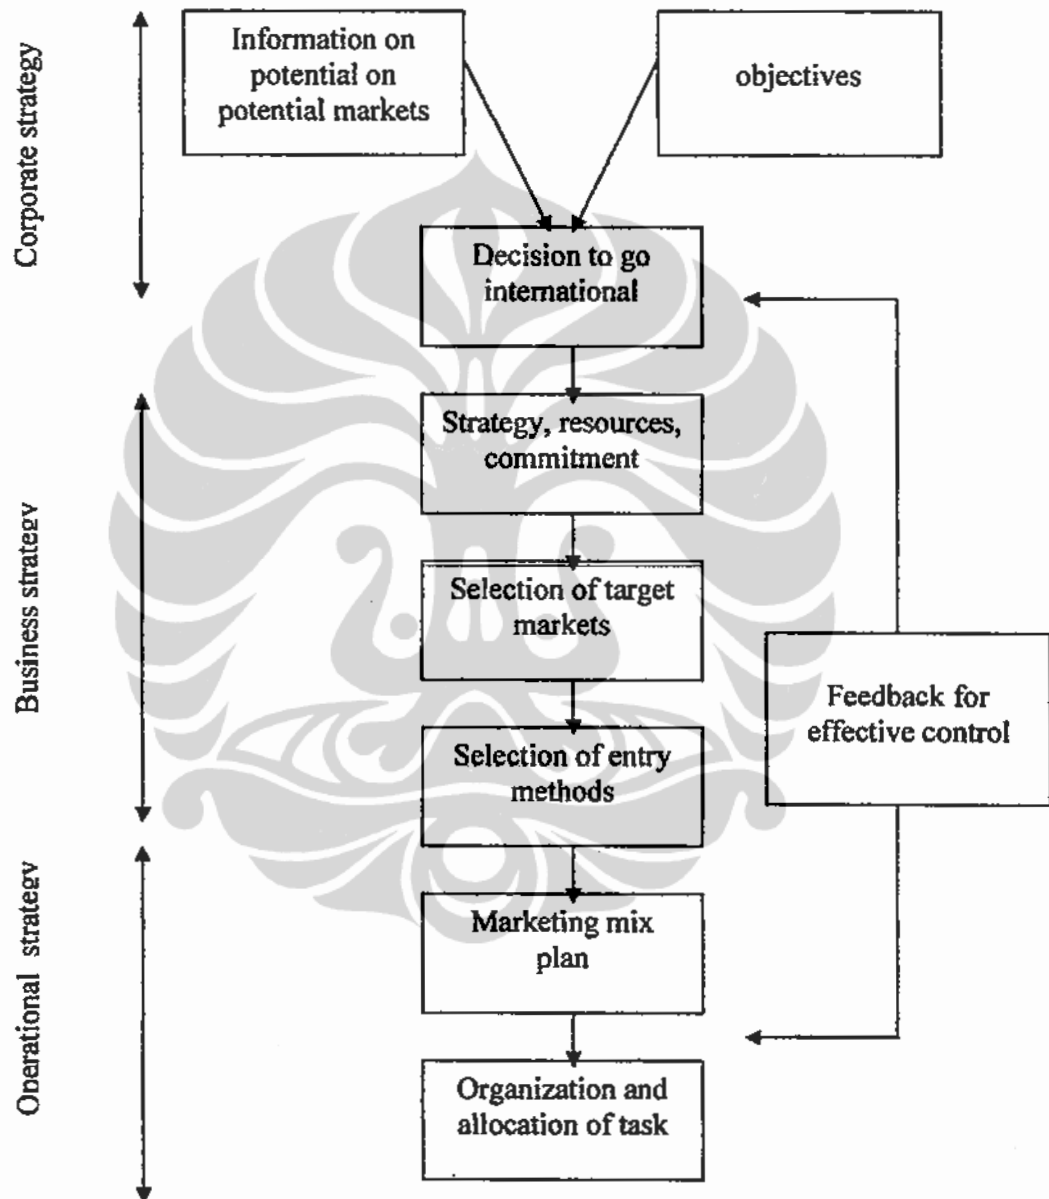 Corporate strategy
Information on
potential on
potential markets
objectives
Decision to go
international
Business strategy
Strategy, resources,
commitment
Selection of target
markets
Selection of entry
methods
Feedback for
effective control
Operational strategy
Marketing mix
plan
Organization and
allocation of task